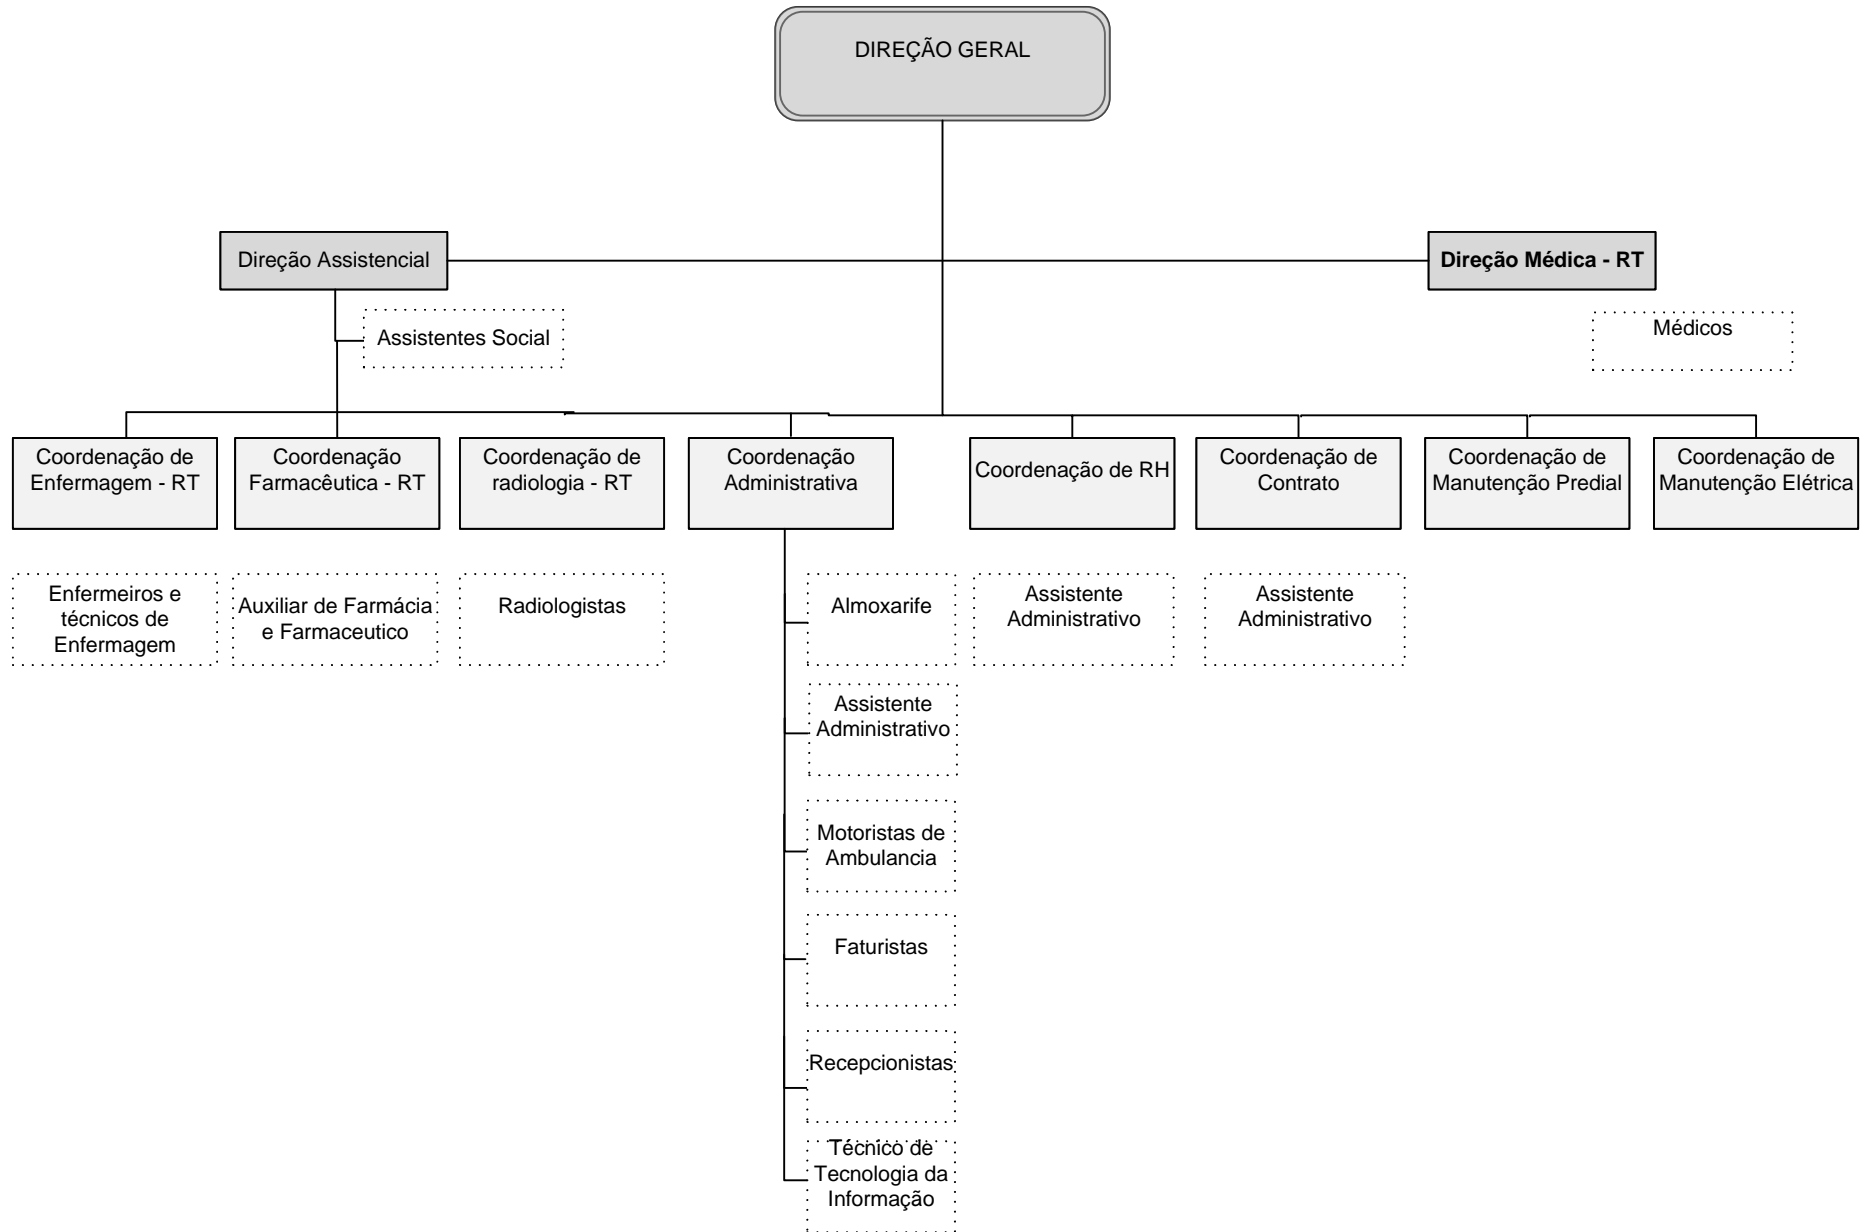 DIREÇÃO GERAL
Direção Assistencial
Direção Médica - RT
Assistentes Social
Médicos
Coordenação de
Enfermagem - RT
Coordenação
Farmacêutica - RT
Coordenação de
radiologia - RT
Coordenação
Administrativa
Coordenação de RH
Coordenação de
Contrato
Coordenação de
Manutenção Predial
Coordenação de
Manutenção Elétrica
Enfermeiros e
técnicos de
Enfermagem
Auxiliar de Farmácia
e Farmaceutico
Radiologistas
Almoxarife
Assistente
Administrativo
Assistente
Administrativo
Assistente
Administrativo
Motoristas de
Ambulancia
Faturistas
Recepcionistas
Técnico de
Tecnologia da
Informação